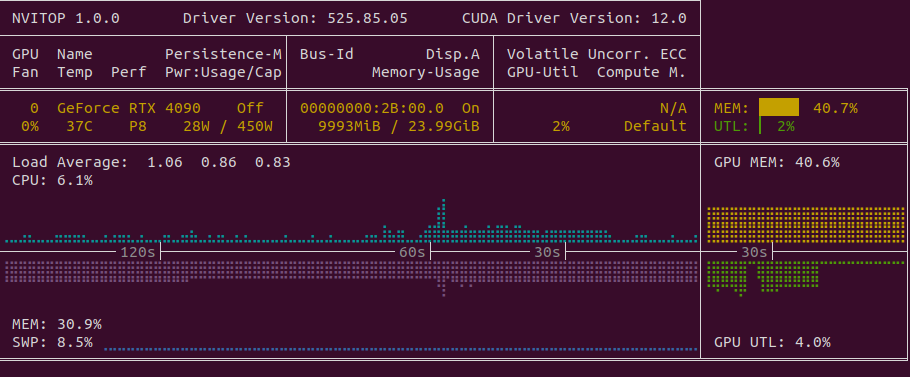 NVITOP 1.0.0 Driver Version: 525.85.05 CUDA Driver Version: 12.0
GPU Name Persistence-M Bus-Id Disp.A Volatile Uncorr. ECC
Fan Temp Perf Pwr:Usage/Cap Memory-Usage GPU-Util Compute M.
0 GeForce RTX 4090 Off 00000000:2B:00.0 On N/A MEM: 40.7%
0% 37C P8 28W / 450W 9993MiB / 23.99GiB 2% Default UTL: 2%
Load Average: 1.06 0.86 0.83 GPU MEM: 40.6%
CPU: 6.1%
120s 60s 30s 30s
MEM: 30.9%
SWP: 8.5% GPU UTL: 4.0%